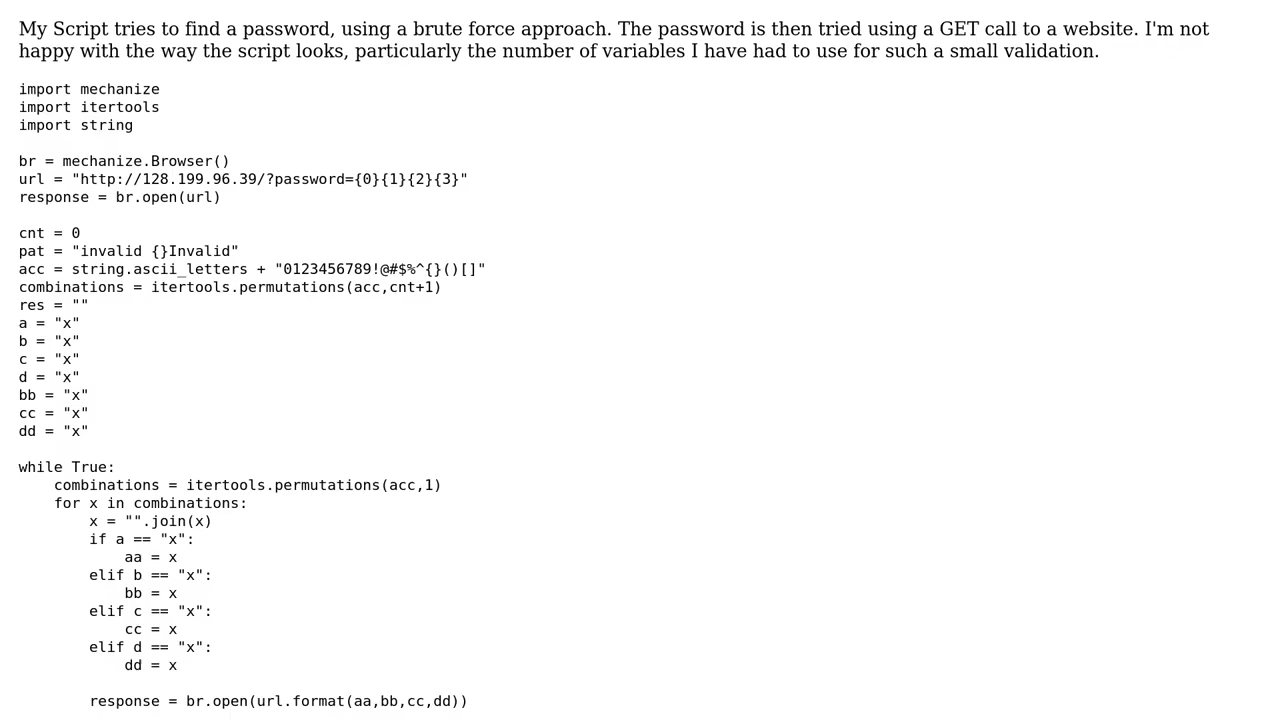 My Script tries to find a password, using a brute force approach. The password is then tried using a GET call to a website. I'm not
happy with the way the script looks, particularly the number of variables I have had to use for such a small validation.
import mechanize
import itertools
import string
br = mechanize.Browser()
url = "http://128.199.96.39/?password={0}{1}{2}{3}"
response = br.open(url)
cnt = 0
pat = "invalid {}Invalid"
acc = string.ascii_letters + "0123456789!@#$%^{}()[]"
combinations = itertools.permutations(acc,cnt+1)
res = ""
a = "x"
b = "x"
c = "x"
d = "x"
bb = "x"
cc = "x"
dd = "x"
while True:
    combinations = itertools.permutations(acc,1)
    for x in combinations:
        x = "".join(x)
        if a == "x":
            aa = x
        elif b == "x":
            bb = x
        elif c == "x":
            cc = x
        elif d == "x":
            dd = x
        response = br.open(url.format(aa,bb,cc,dd))